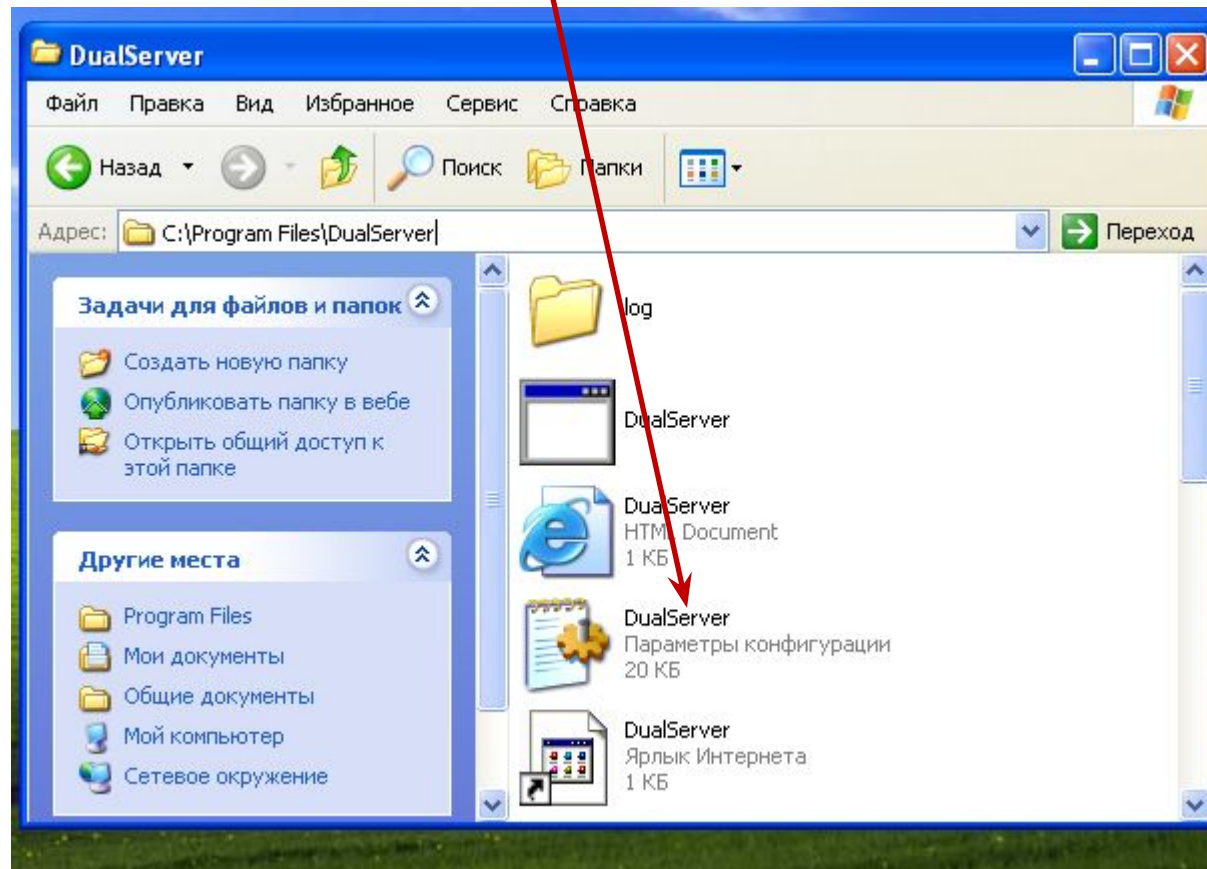 DualServer
Файл Правка Вид Избранное Сервис Справка
Назад Поиск Папки
Адрес: C:\Program Files\DualServer Переход
Задачи для файлов и папок
Создать новую папку
Опубликовать папку в вебе
Открыть общий доступ к
этой папке
Другие места
Program Files
Мои документы
Общие документы
Мой компьютер
Сетевое окружение
log
DualServer
DualServer
HTML Document
1 КБ
DualServer
Параметры конфигурации
20 КБ
DualServer
Ярлык Интернета
1 КБ